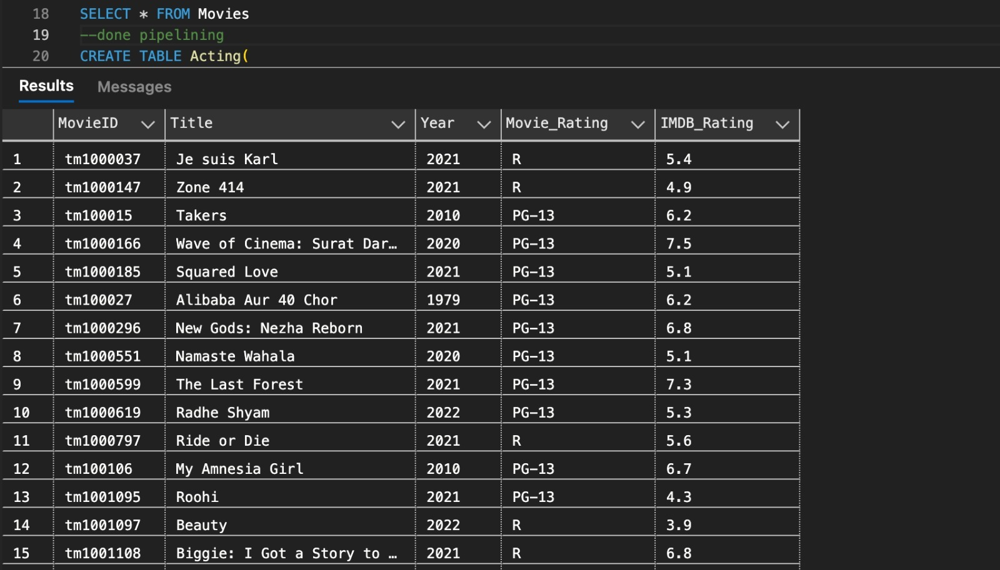 18 SELECT * FROM Movies
19 --done pipelining
20 CREATE TABLE Acting(
Results Messages
MovieID Title Year Movie_Rating IMDB_Rating
1 tm1000037 Je suis Karl 2021 R 5.4
2 tm1000147 Zone 414 2021 R 4.9
3 tm100015 Takers 2010 PG-13 6.2
4 tm1000166 Wave of Cinema: Surat Dar… 2020 PG-13 7.5
5 tm1000185 Squared Love 2021 PG-13 5.1
6 tm100027 Alibaba Aur 40 Chor 1979 PG-13 6.2
7 tm1000296 New Gods: Nezha Reborn 2021 PG-13 6.8
8 tm1000551 Namaste Wahala 2020 PG-13 5.1
9 tm1000599 The Last Forest 2021 PG-13 7.3
10 tm1000619 Radhe Shyam 2022 PG-13 5.3
11 tm1000797 Ride or Die 2021 R 5.6
12 tm100106 My Amnesia Girl 2010 PG-13 6.7
13 tm1001095 Roohi 2021 PG-13 4.3
14 tm1001097 Beauty 2022 R 3.9
15 tm1001108 Biggie: I Got a Story to … 2021 R 6.8